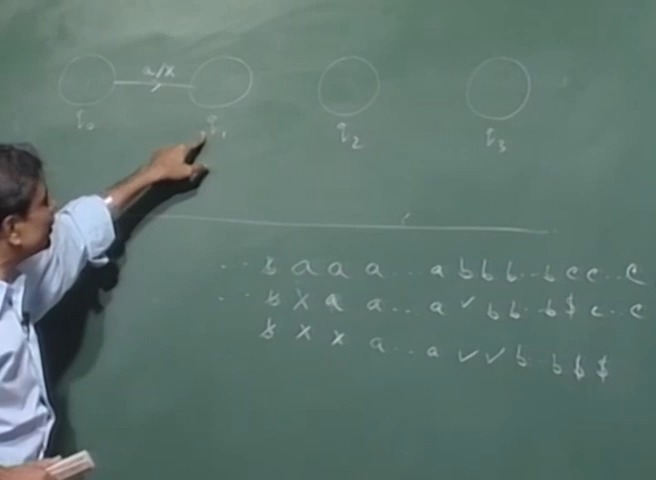 a/x
q₀ q₁ q₂ q₃
... ƀ a a a ... a b b b .. b c c .. c
... ƀ x a a ... a ✓ b b .. b $ c .. c
ƀ x x a ... a ✓ ✓ b .. b $ $